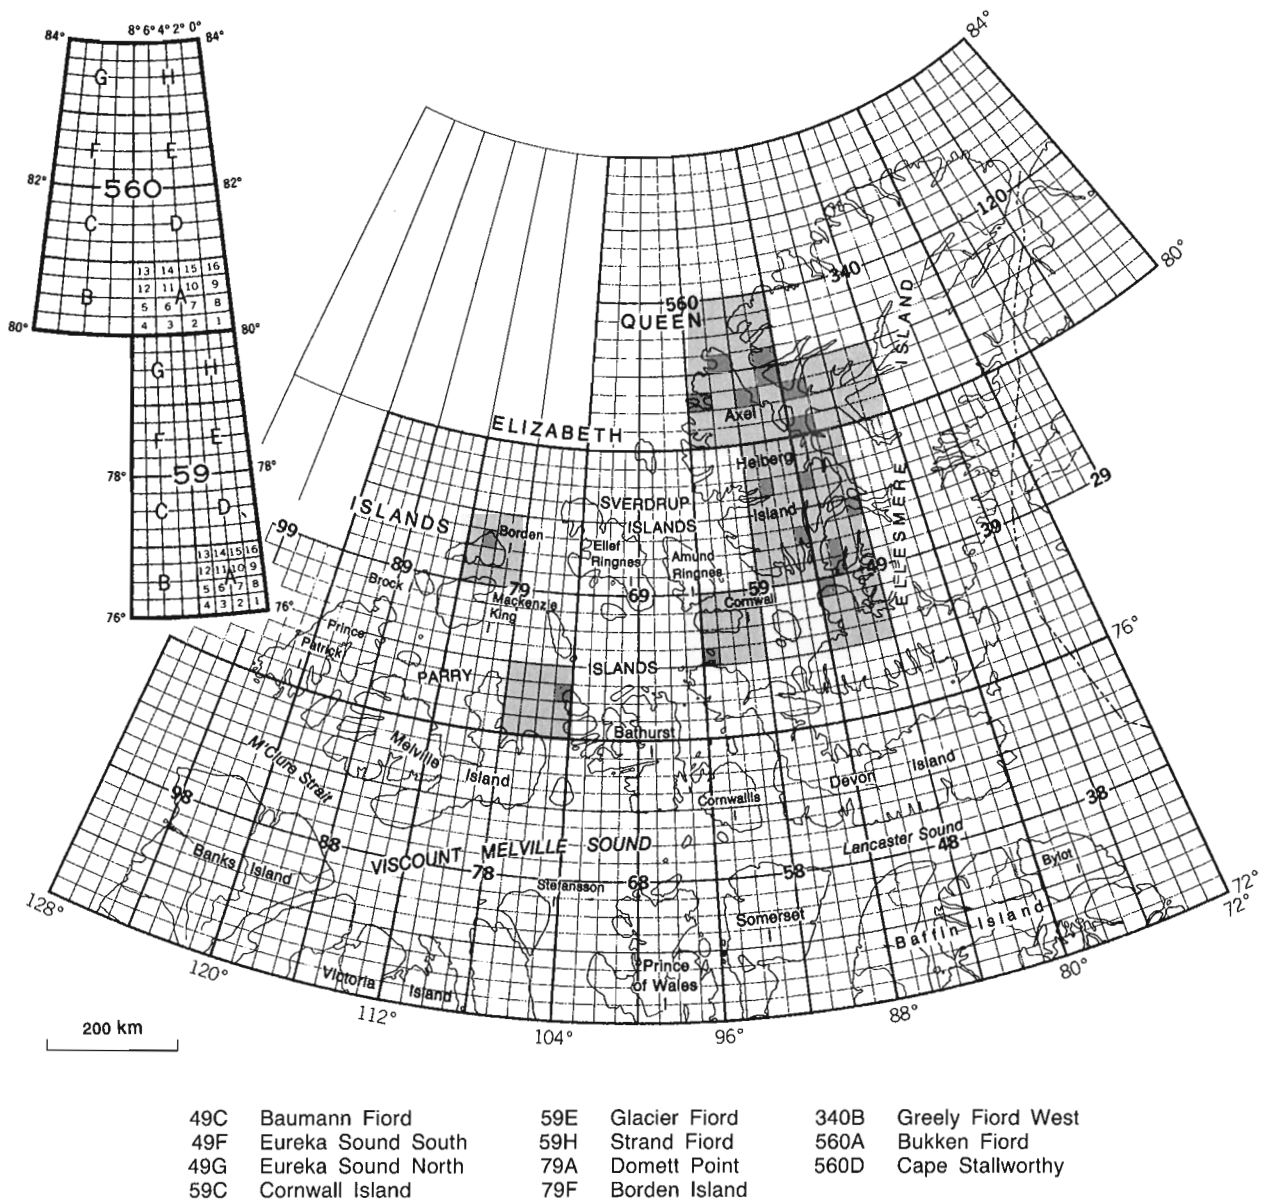 84° 8° 6° 4° 2° 0° 84°
G H
F E
82° 560 82°
C D
13 14 15 16
12 11 10 9
B A
5 6 7 8
4 3 2 1
80° 80°
G H
F E
78° 59 78°
C D
13 14 15 16
12 11 10 9
B A
5 6 7 8
4 3 2 1
76° 76°
84°
120
80°
340
560
QUEEN
ISLAND
Axel
ELIZABETH
Heiberg
29
ISLANDS
SVERDRUP
ISLANDS
Island
ELLESMERE
39
99
Borden
Ellef
Ringnes
Amund
Ringnes
89
79
69
59
49
Brock
Mackenzie
King
Cornwall
Prince
Patrick
76°
PARRY
ISLANDS
Bathurst
M'Clure Strait
Melville
Island
Devon Island
98
Cornwallis
38
88
VISCOUNT MELVILLE SOUND
Lancaster Sound
48
Banks Island
78
Stefansson
68
58
Bylot
72°
72°
128°
Somerset
Baffin Island
120°
Victoria Island
Prince
of Wales
80°
112°
88°
104°
96°
200 km
49C Baumann Fiord
49F Eureka Sound South
49G Eureka Sound North
59C Cornwall Island
59E Glacier Fiord
59H Strand Fiord
79A Domett Point
79F Borden Island
340B Greely Fiord West
560A Bukken Fiord
560D Cape Stallworthy